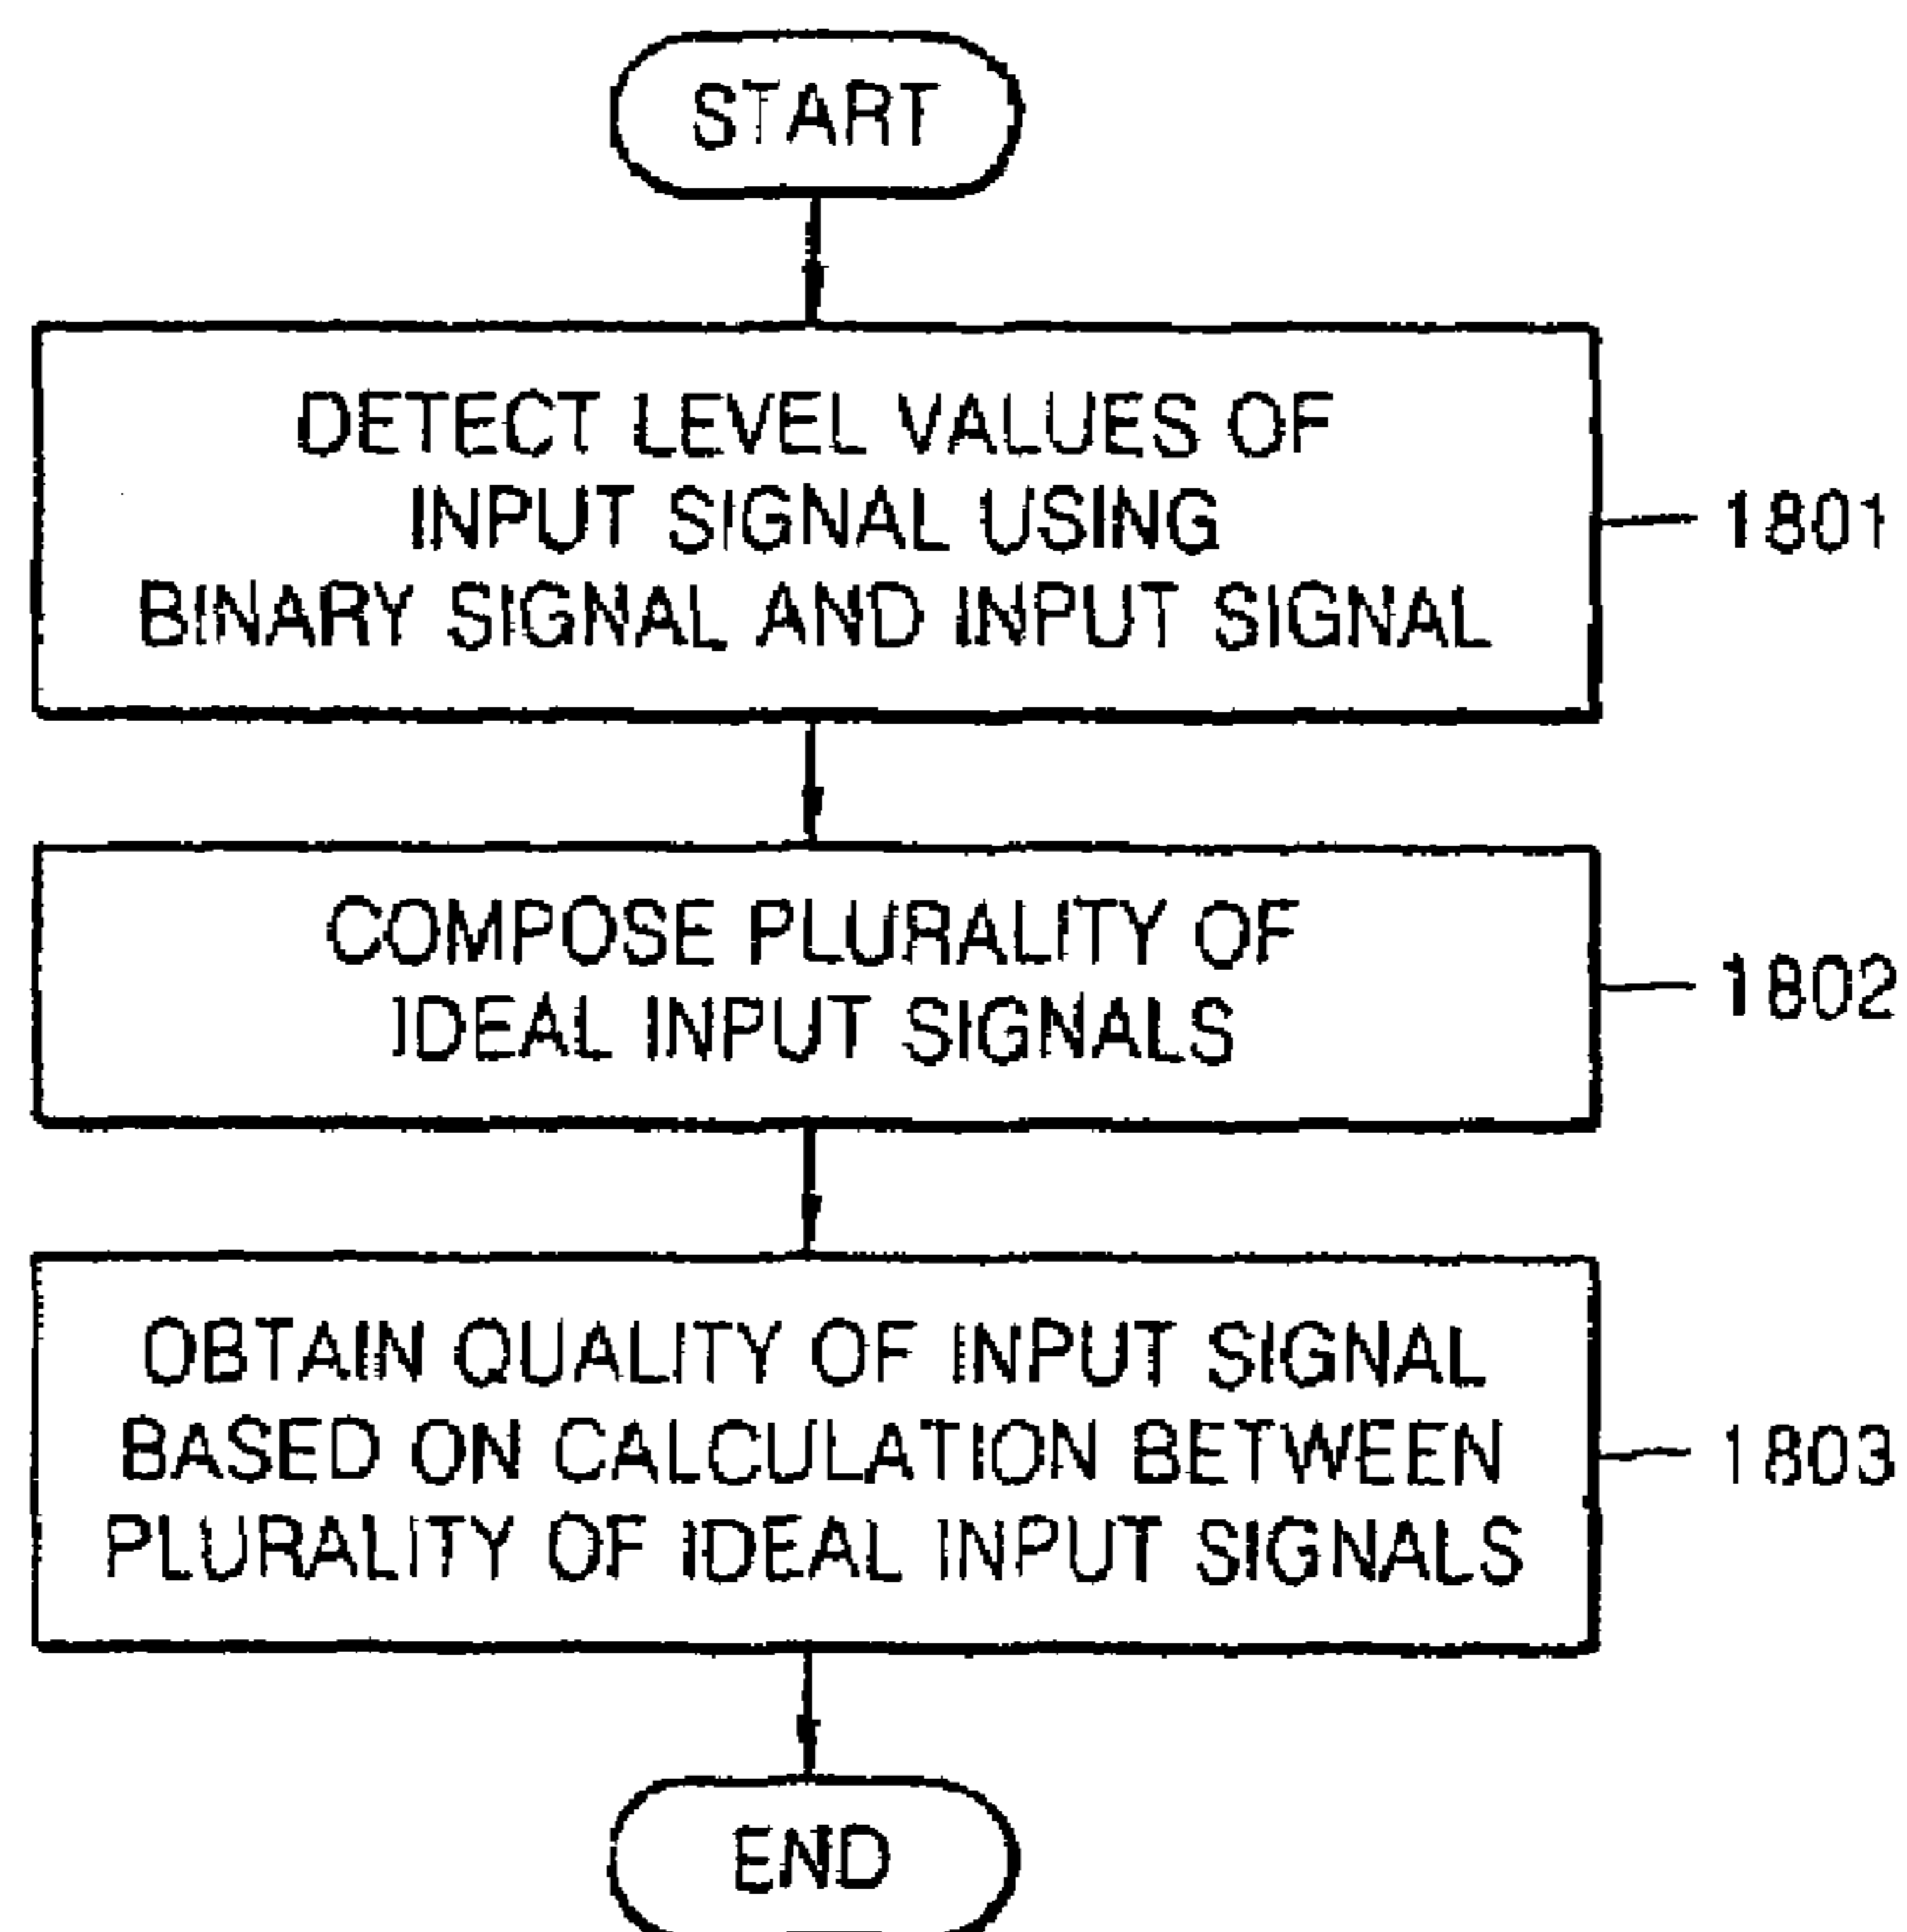 START
DETECT LEVEL VALUES OF
INPUT SIGNAL USING
BINARY SIGNAL AND INPUT SIGNAL
1801
COMPOSE PLURALITY OF
IDEAL INPUT SIGNALS
1802
OBTAIN QUALITY OF INPUT SIGNAL
BASED ON CALCULATION BETWEEN
PLURALITY OF IDEAL INPUT SIGNALS
1803
END